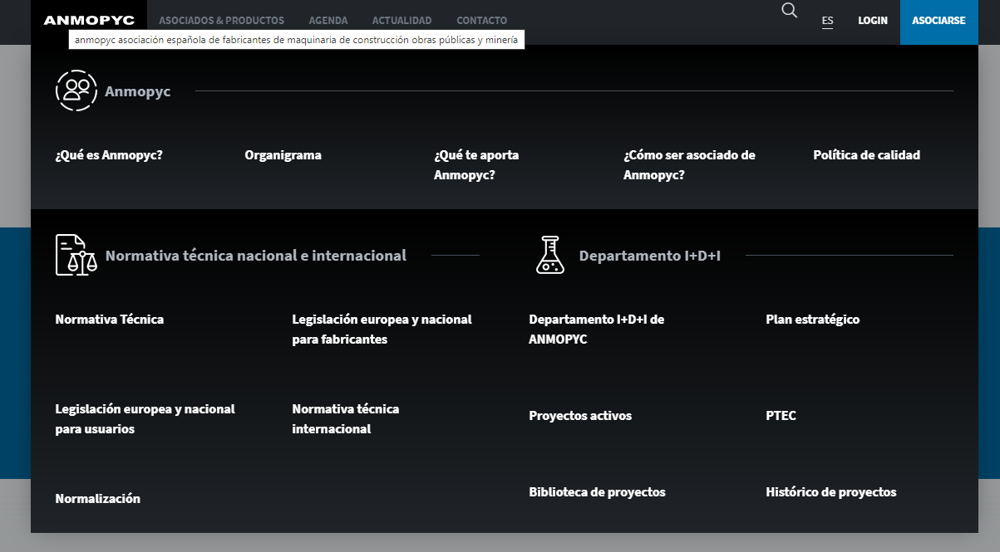 ANMOPYC
ASOCIADOS & PRODUCTOS
AGENDA
ACTUALIDAD
CONTACTO
ES
LOGIN
ASOCIARSE
anmopyc asociación española de fabricantes de maquinaria de construcción obras públicas y minería
Anmopyc
¿Qué es Anmopyc?
Organigrama
¿Qué te aporta
Anmopyc?
¿Cómo ser asociado de
Anmopyc?
Política de calidad
Normativa técnica nacional e internacional
Normativa Técnica
Legislación europea y nacional
para fabricantes
Legislación europea y nacional
para usuarios
Normativa técnica
internacional
Normalización
Departamento I+D+I
Departamento I+D+I de
ANMOPYC
Plan estratégico
Proyectos activos
PTEC
Biblioteca de proyectos
Histórico de proyectos